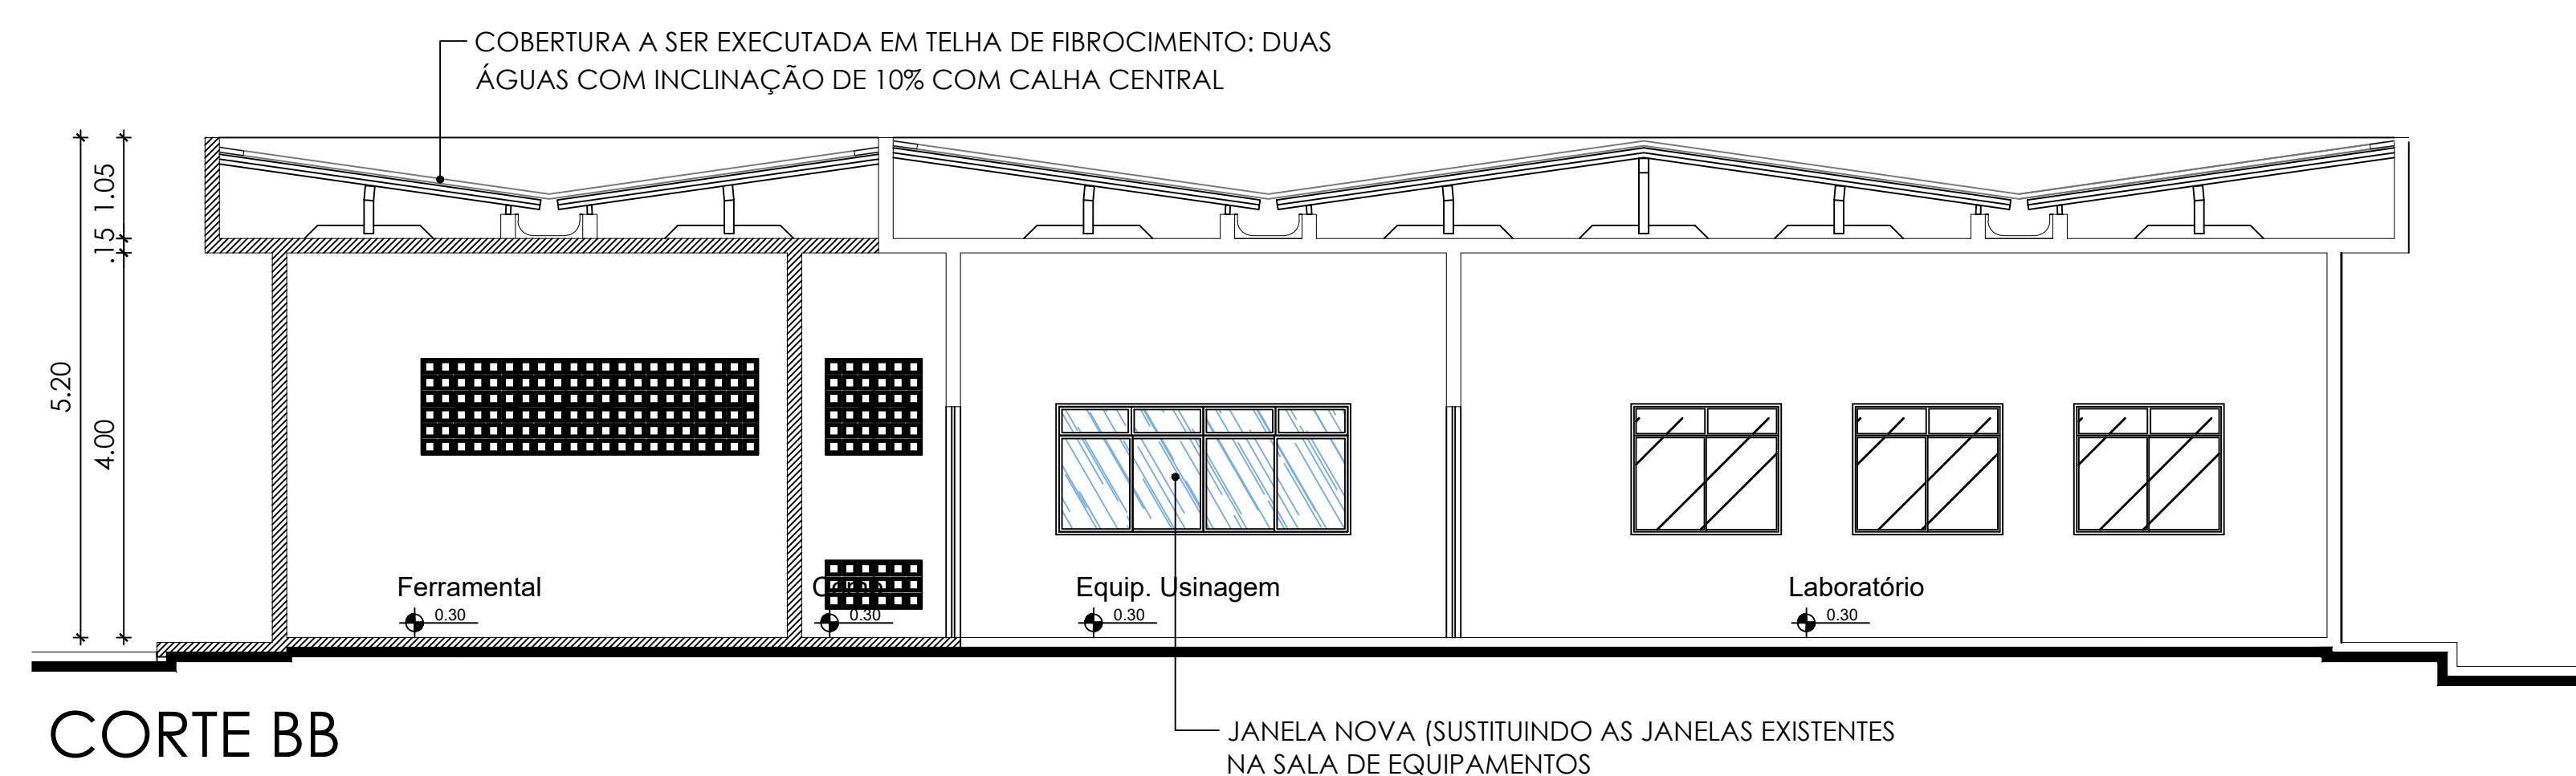 COBERTURA A SER EXECUTADA EM TELHA DE FIBROCIMENTO: DUAS
ÁGUAS COM INCLINAÇÃO DE 10% COM CALHA CENTRAL
1.05
.15
5.20
4.00
Ferramental
0.30
0.30
Equip. Usinagem
0.30
Laboratório
0.30
CORTE BB
JANELA NOVA (SUSTITUINDO AS JANELAS EXISTENTES
NA SALA DE EQUIPAMENTOS